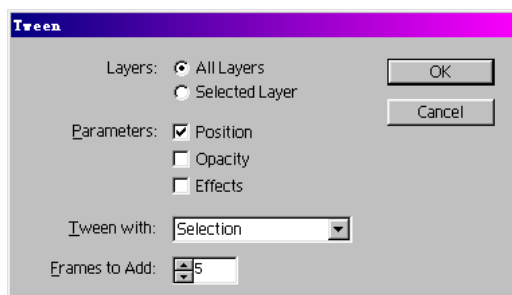 Tween
Layers: All Layers OK
Selected Layer
Cancel
Parameters: Position
Opacity
Effects
Tween with: Selection
Frames to Add: 5